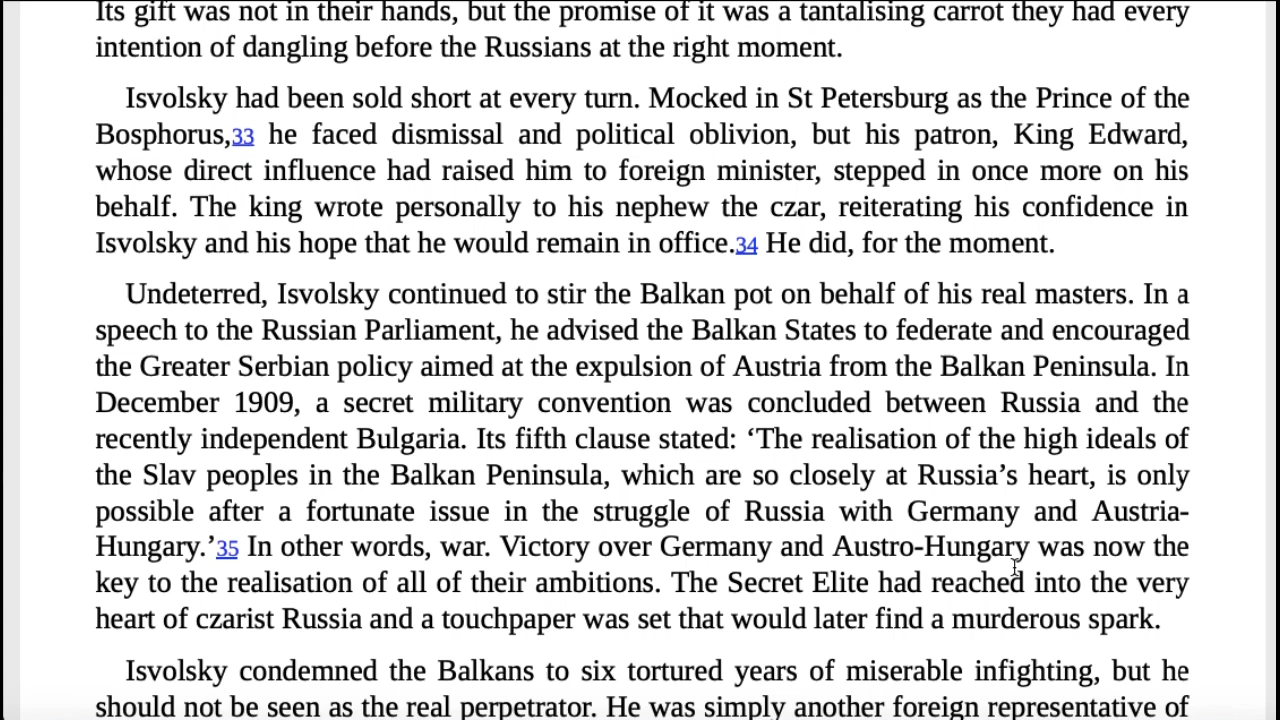 Its gift was not in their hands, but the promise of it was a tantalising carrot they had every
intention of dangling before the Russians at the right moment.
Isvolsky had been sold short at every turn. Mocked in St Petersburg as the Prince of the
Bosphorus,33 he faced dismissal and political oblivion, but his patron, King Edward,
whose direct influence had raised him to foreign minister, stepped in once more on his
behalf. The king wrote personally to his nephew the czar, reiterating his confidence in
Isvolsky and his hope that he would remain in office.34 He did, for the moment.
Undeterred, Isvolsky continued to stir the Balkan pot on behalf of his real masters. In a
speech to the Russian Parliament, he advised the Balkan States to federate and encouraged
the Greater Serbian policy aimed at the expulsion of Austria from the Balkan Peninsula. In
December 1909, a secret military convention was concluded between Russia and the
recently independent Bulgaria. Its fifth clause stated: ‘The realisation of the high ideals of
the Slav peoples in the Balkan Peninsula, which are so closely at Russia’s heart, is only
possible after a fortunate issue in the struggle of Russia with Germany and Austria-
Hungary.’35 In other words, war. Victory over Germany and Austro-Hungary was now the
key to the realisation of all of their ambitions. The Secret Elite had reached into the very
heart of czarist Russia and a touchpaper was set that would later find a murderous spark.
Isvolsky condemned the Balkans to six tortured years of miserable infighting, but he
should not be seen as the real perpetrator. He was simply another foreign representative of